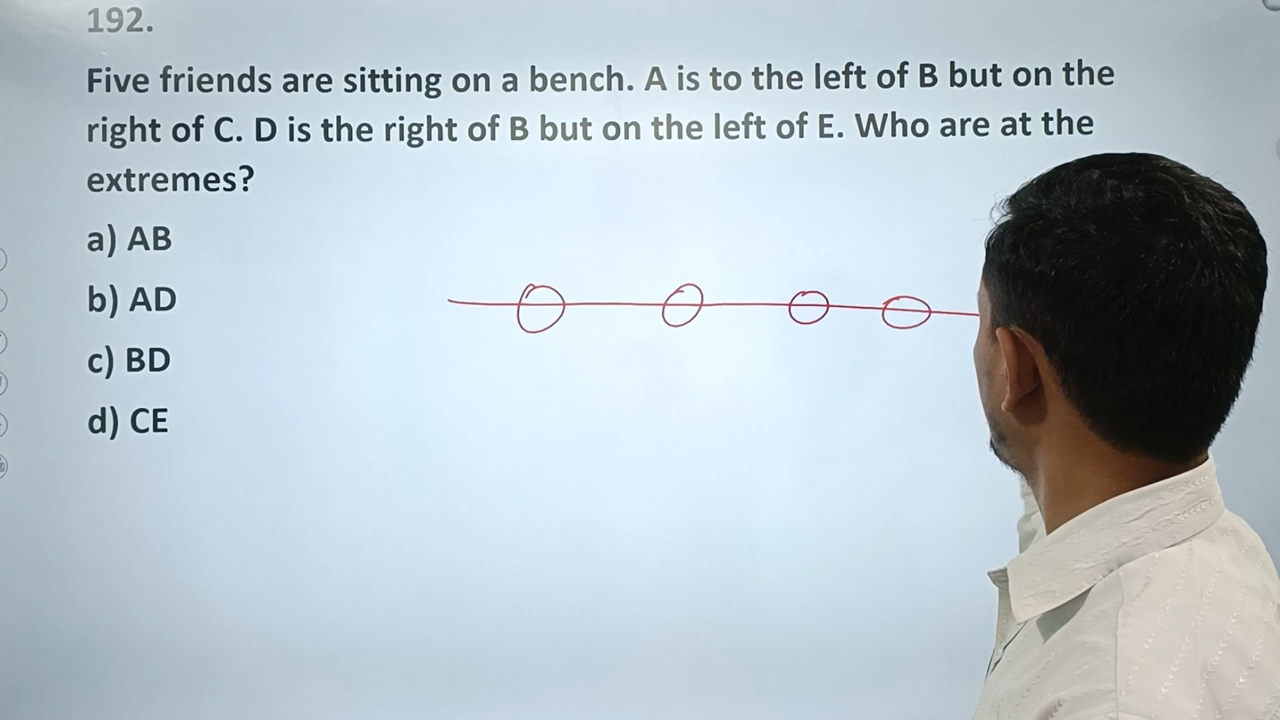 192.
Five friends are sitting on a bench. A is to the left of B but on the
right of C. D is the right of B but on the left of E. Who are at the
extremes?
a) AB
b) AD
c) BD
d) CE